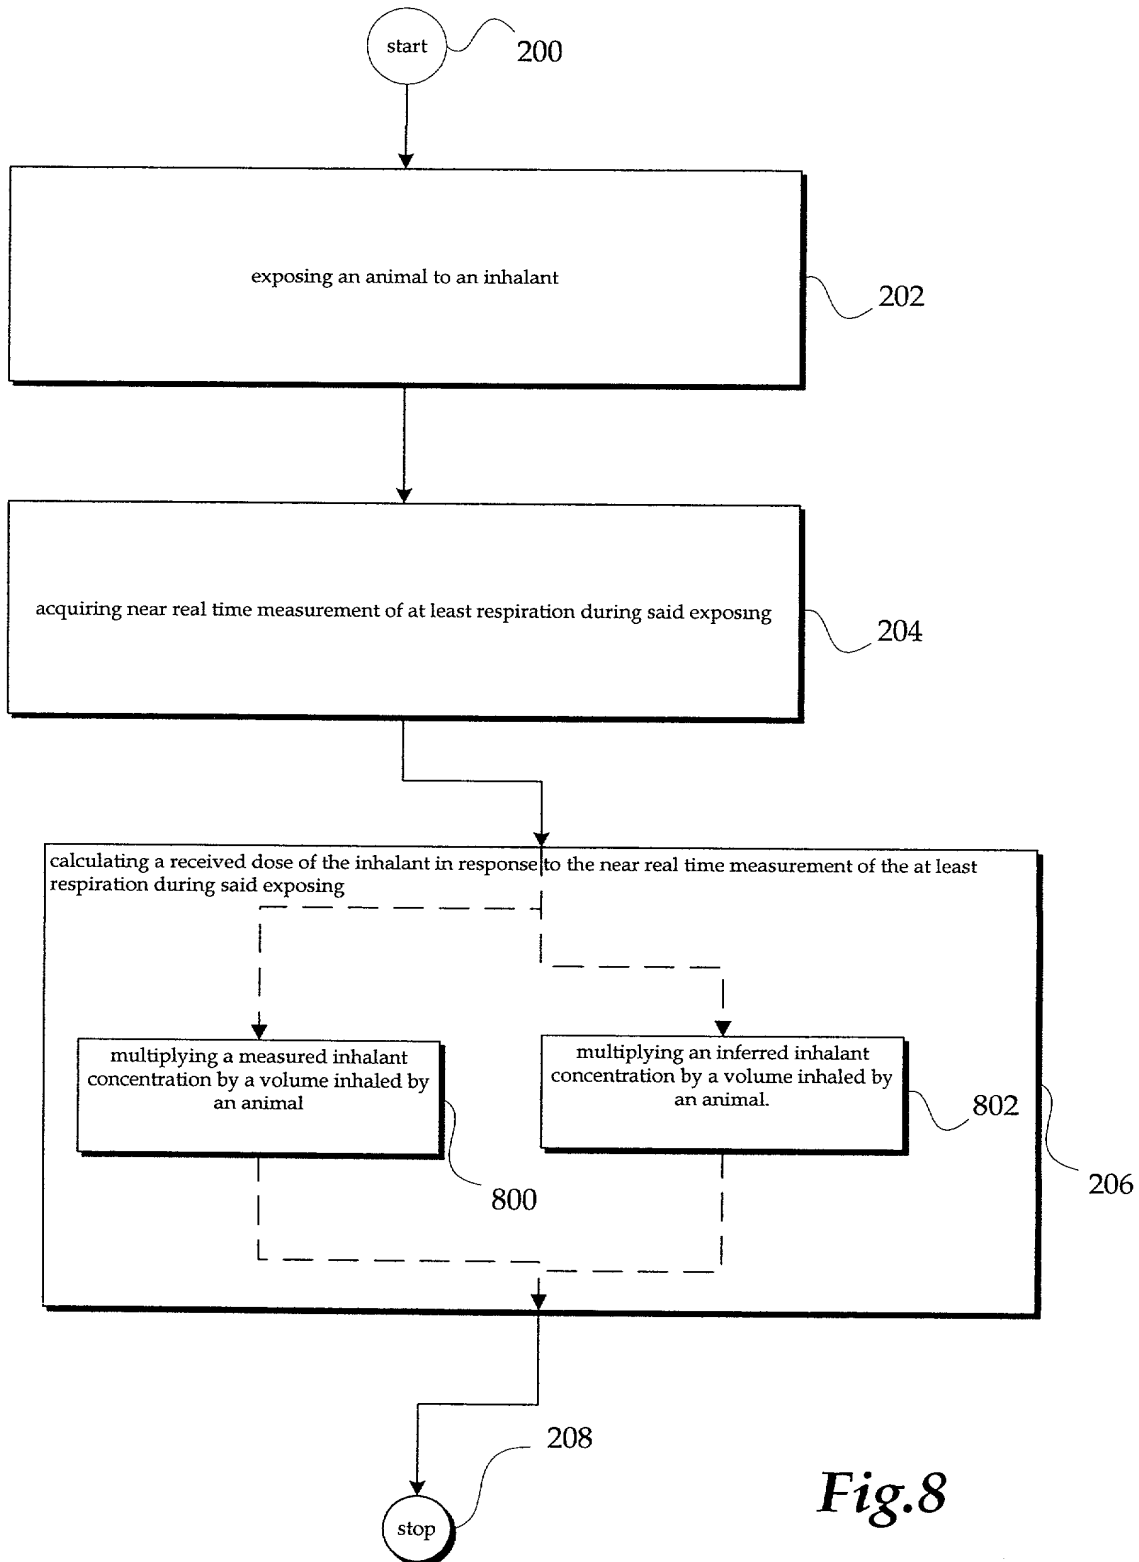 start
200
exposing an animal to an inhalant
202
acquiring near real time measurement of at least respiration during said exposing
204
calculating a received dose of the inhalant in response to the near real time measurement of the at least
respiration during said exposing
multiplying a measured inhalant
concentration by a volume inhaled by
an animal
800
multiplying an inferred inhalant
concentration by a volume inhaled by
an animal.
802
206
208
stop
Fig.8